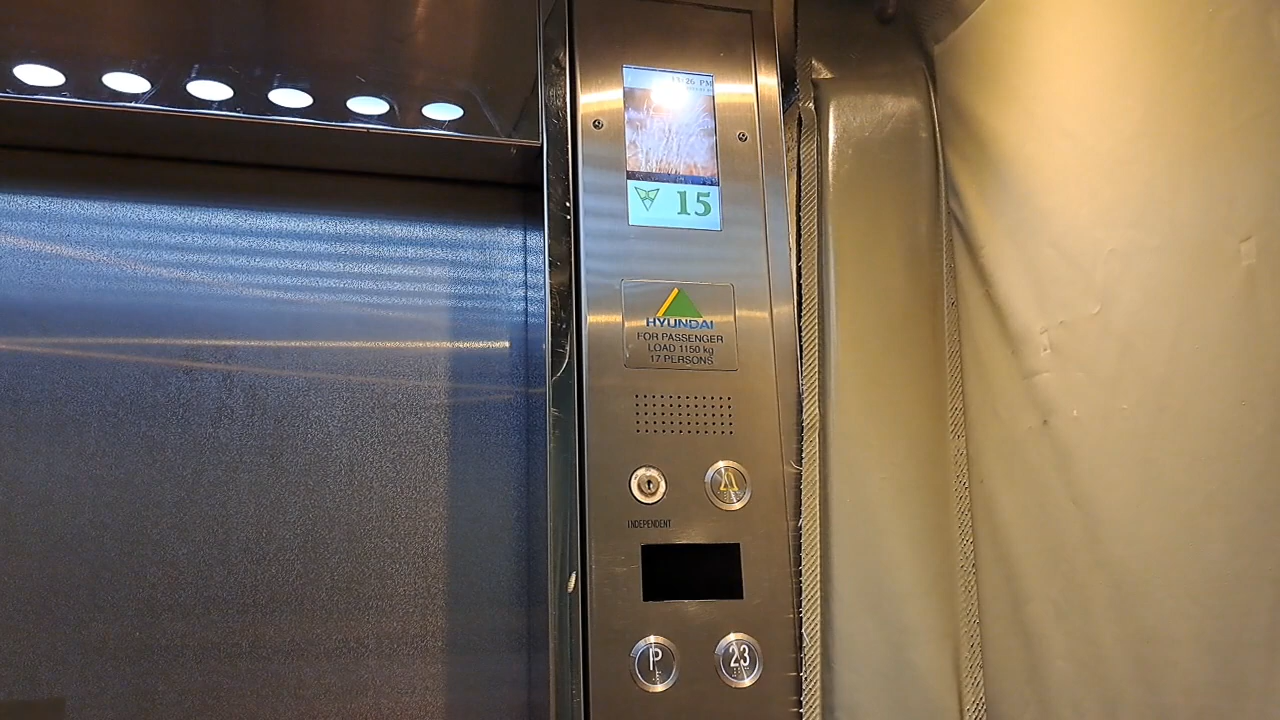 15
HYUNDAI
FOR PASSENGER
LOAD 1150 kg
17 PERSONS
INDEPENDENT
P
23